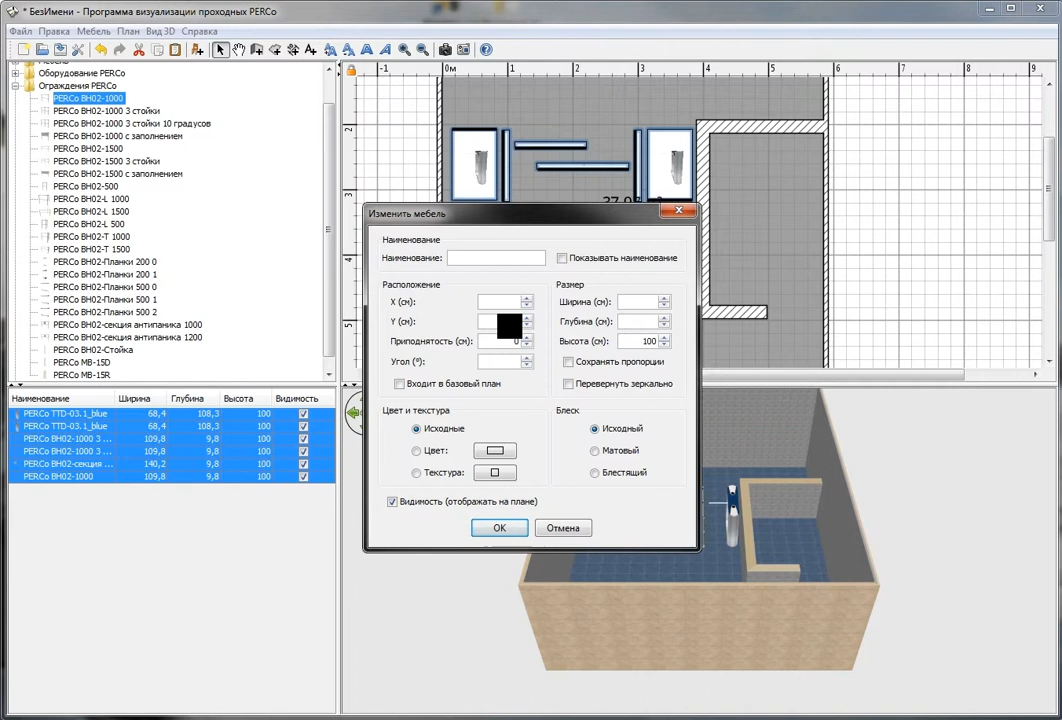 * БезИмени - Программа визуализации проходных PERCo
Файл Правка Мебель План Вид 3D Справка
Оборудование PERCo
Ограждения PERCo
PERCo BH02-1000
PERCo BH02-1000 3 стойки
PERCo BH02-1000 3 стойки 10 градусов
PERCo BH02-1000 с заполнением
PERCo BH02-1500
PERCo BH02-1500 3 стойки
PERCo BH02-1500 с заполнением
PERCo BH02-500
PERCo BH02-L 1000
PERCo BH02-L 1500
PERCo BH02-L 500
PERCo BH02-T 1000
PERCo BH02-T 1500
PERCo BH02-Планки 200 0
PERCo BH02-Планки 200 1
PERCo BH02-Планки 500 0
PERCo BH02-Планки 500 1
PERCo BH02-Планки 500 2
PERCo BH02-секция антипаника 1000
PERCo BH02-секция антипаника 1200
PERCo BH02-Стойка
PERCo MB-15D
PERCo MB-15R
Наименование Ширина Глубина Высота Видимость
PERCo TTD-03.1_blue 68,4 108,3 100
PERCo TTD-03.1_blue 68,4 108,3 100
PERCo BH02-1000 3 ... 109,8 9,8 100
PERCo BH02-1000 3 ... 109,8 9,8 100
PERCo BH02-секция ... 140,2 9,8 100
PERCo BH02-1000 109,8 9,8 100
-1 0м 1 2 3 4 5 6 7 8 9
2
3
4
5
Изменить мебель
Наименование
Наименование: Показывать наименование
Расположение
X (см):
Y (см):
Приподнятость (см): 0
Угол (°):
Входит в базовый план
Размер
Ширина (см):
Глубина (см):
Высота (см): 100
Сохранять пропорции
Перевернуть зеркально
Цвет и текстура
Исходные
Цвет:
Текстура:
Блеск
Исходный
Матовый
Блестящий
Видимость (отображать на плане)
OK Отмена